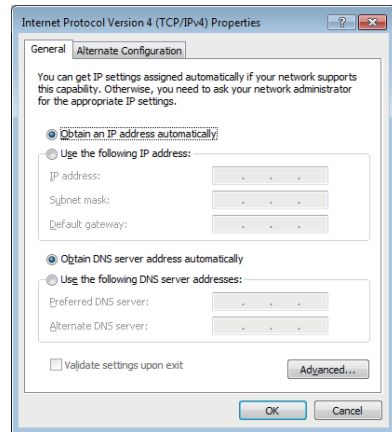 Internet Protocol Version 4 (TCP/IPv4) Properties
General
Alternate Configuration
You can get IP settings assigned automatically if your network supports
this capability. Otherwise, you need to ask your network administrator
for the appropriate IP settings.
Obtain an IP address automatically
Use the following IP address:
IP address:
Subnet mask:
Default gateway:
Obtain DNS server address automatically
Use the following DNS server addresses:
Preferred DNS server:
Alternate DNS server:
Validate settings upon exit
Advanced...
OK
Cancel